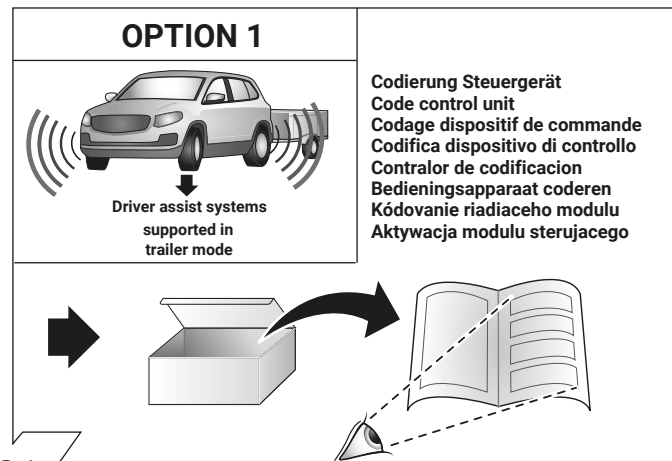 OPTION 1
Driver assist systems
supported in
trailer mode
Codierung Steuergerät
Code control unit
Codage dispositif de commande
Codifica dispositivo di controllo
Contralor de codificacion
Bedieningsapparaat coderen
Kódovanie riadiaceho modulu
Aktywacja modulu sterujacego